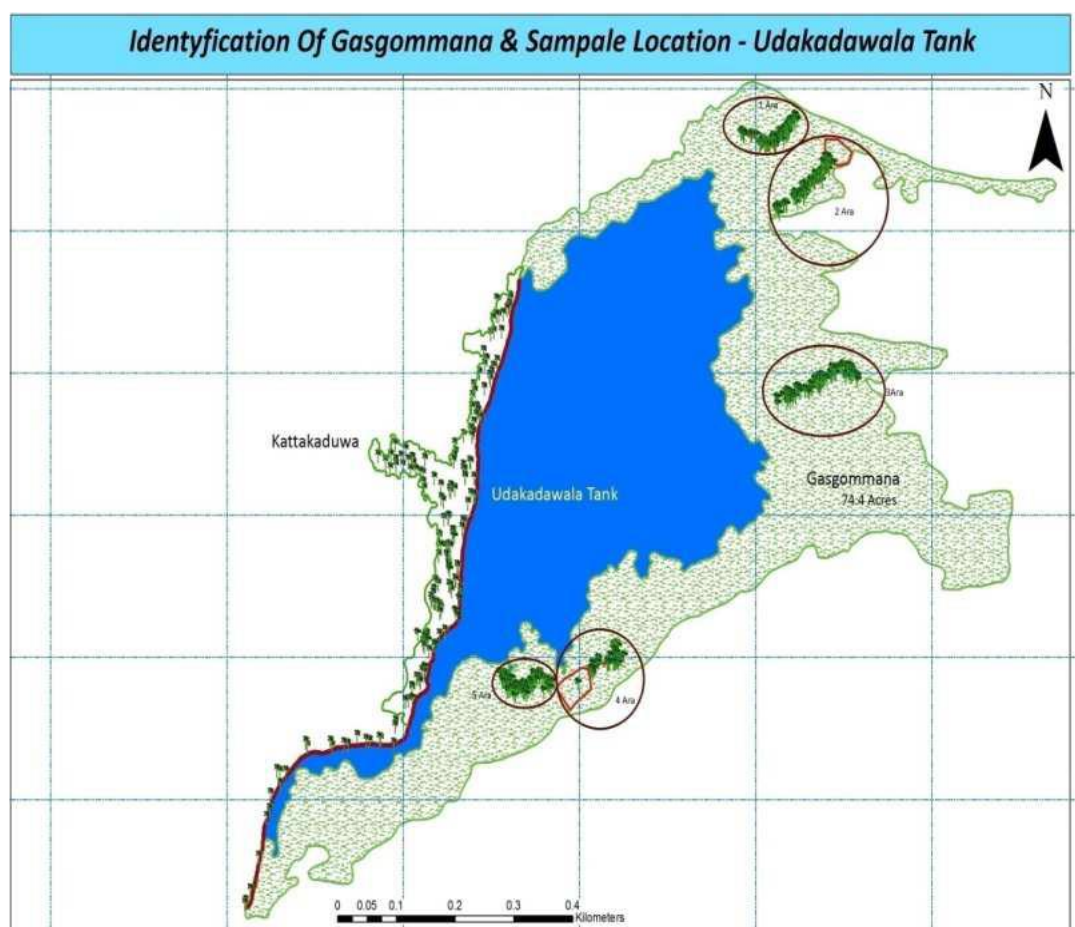 Identyfication Of Gasgommana & Sampale Location - Udakadawala Tank
N
1 Ara
2 Ara
3Ara
Kattakaduwa
Gasgommana
74.4 Acres
Udakadawala Tank
5 Ara
4 Ara
0 0.05 0.1 0.2 0.3 0.4
Kilometers